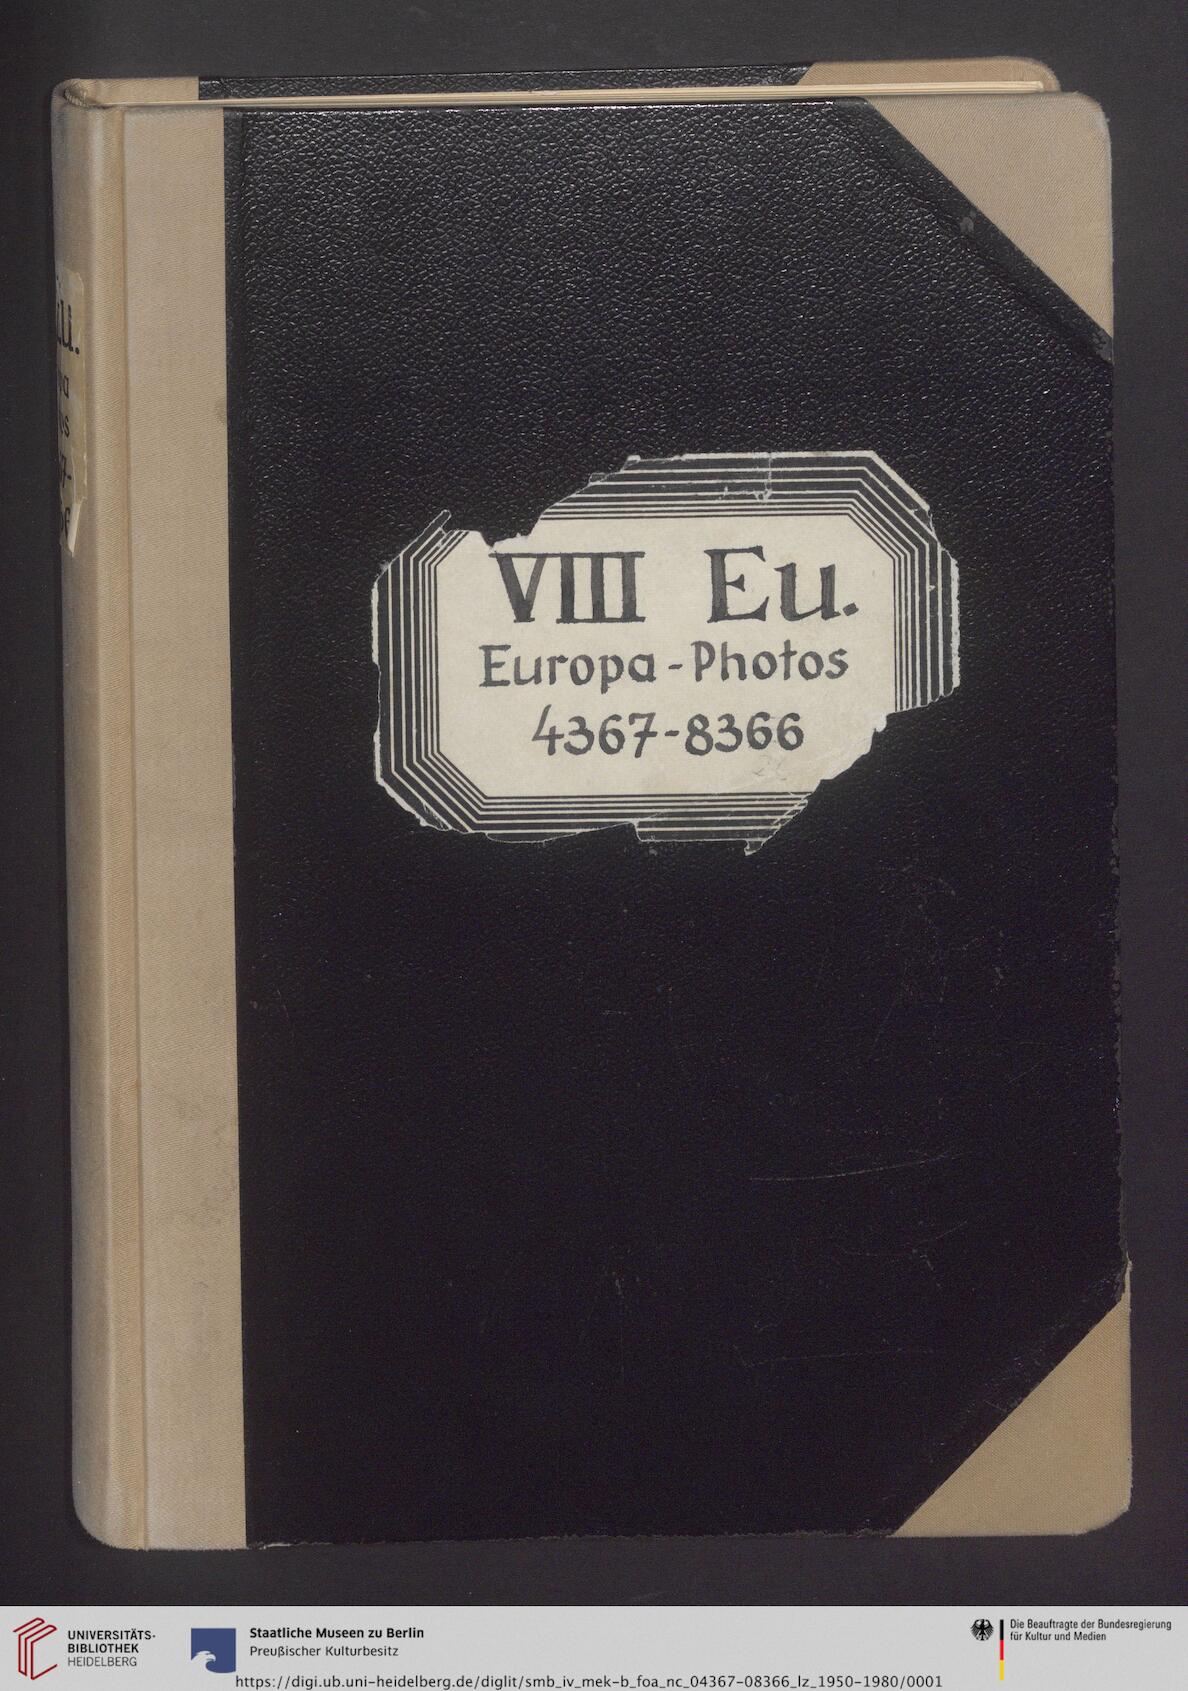 VIII Eu.
Europa-Photos
4367-8366
UNIVERSITÄTS-
BIBLIOTHEK
HEIDELBERG
Staatliche Museen zu Berlin
Preußischer Kulturbesitz
Die Beauftragte der Bundesregierung
für Kultur und Medien
https://digi.ub.uni-heidelberg.de/diglit/smb_iv_mek-b_foa_nc_04367-08366_lz_1950-1980/0001